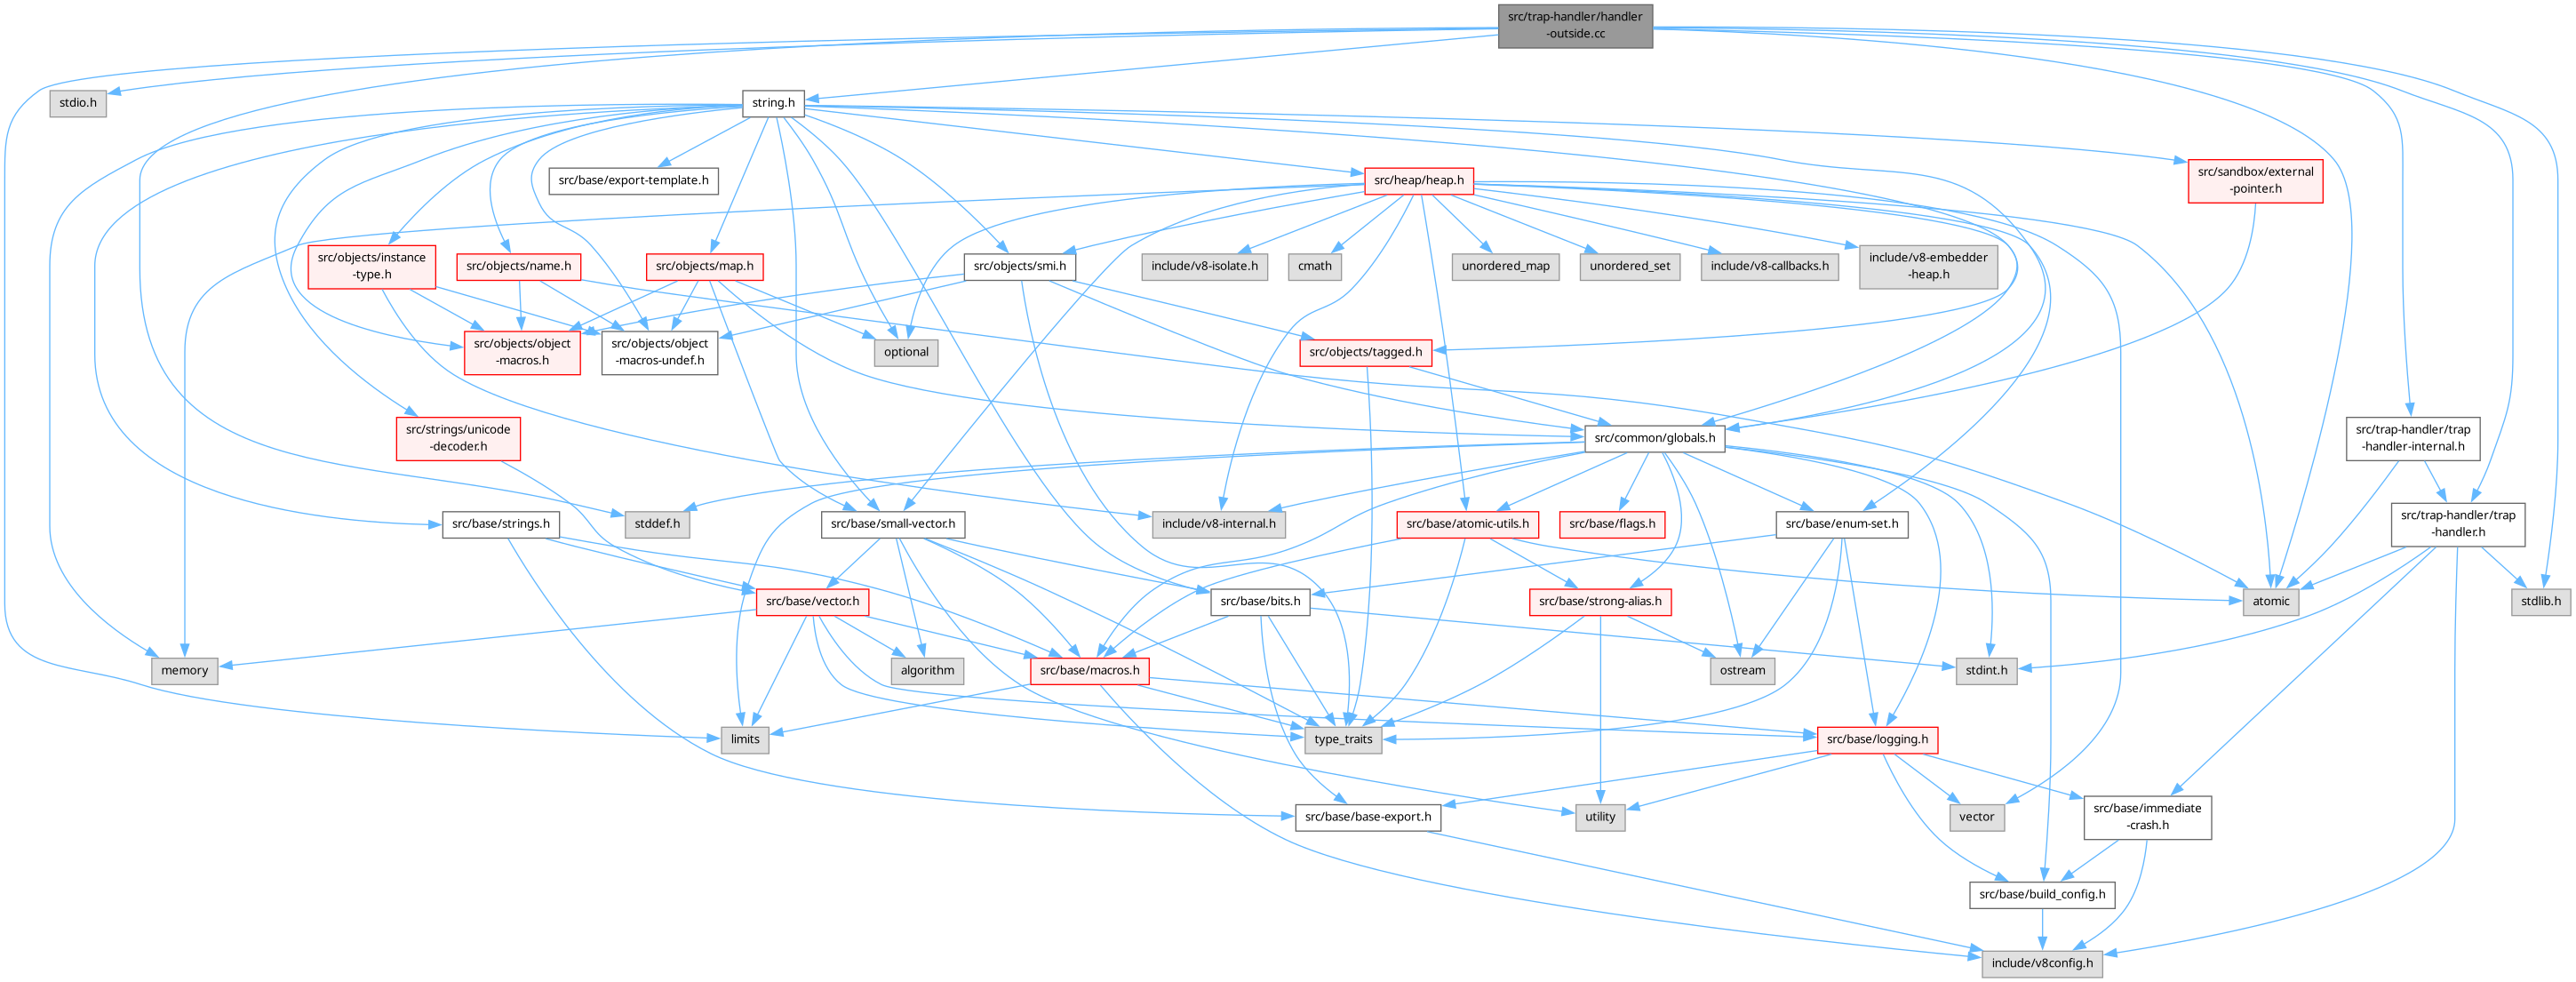 src/trap-handler/handler
-outside.cc
stdio.h
string.h
src/base/export-template.h
src/heap/heap.h
src/sandbox/external
-pointer.h
src/objects/instance
-type.h
src/objects/name.h
src/objects/map.h
src/objects/smi.h
include/v8-isolate.h
cmath
unordered_map
unordered_set
include/v8-callbacks.h
include/v8-embedder
-heap.h
src/objects/object
-macros.h
src/objects/object
-macros-undef.h
optional
src/objects/tagged.h
src/strings/unicode
-decoder.h
src/common/globals.h
src/trap-handler/trap
-handler-internal.h
src/base/strings.h
stddef.h
src/base/small-vector.h
include/v8-internal.h
src/base/atomic-utils.h
src/base/flags.h
src/base/enum-set.h
src/trap-handler/trap
-handler.h
src/base/vector.h
src/base/bits.h
src/base/strong-alias.h
atomic
stdlib.h
memory
algorithm
src/base/macros.h
ostream
stdint.h
limits
type_traits
src/base/logging.h
src/base/base-export.h
utility
vector
src/base/immediate
-crash.h
src/base/build_config.h
include/v8config.h